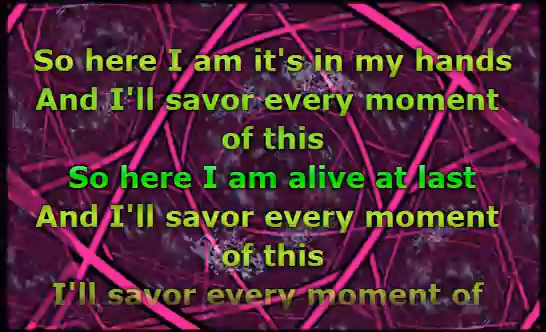 So here I am it's in my hands
And I'll savor every moment
of this
So here I am alive at last
And I'll savor every moment
of this
I'll savor every moment of